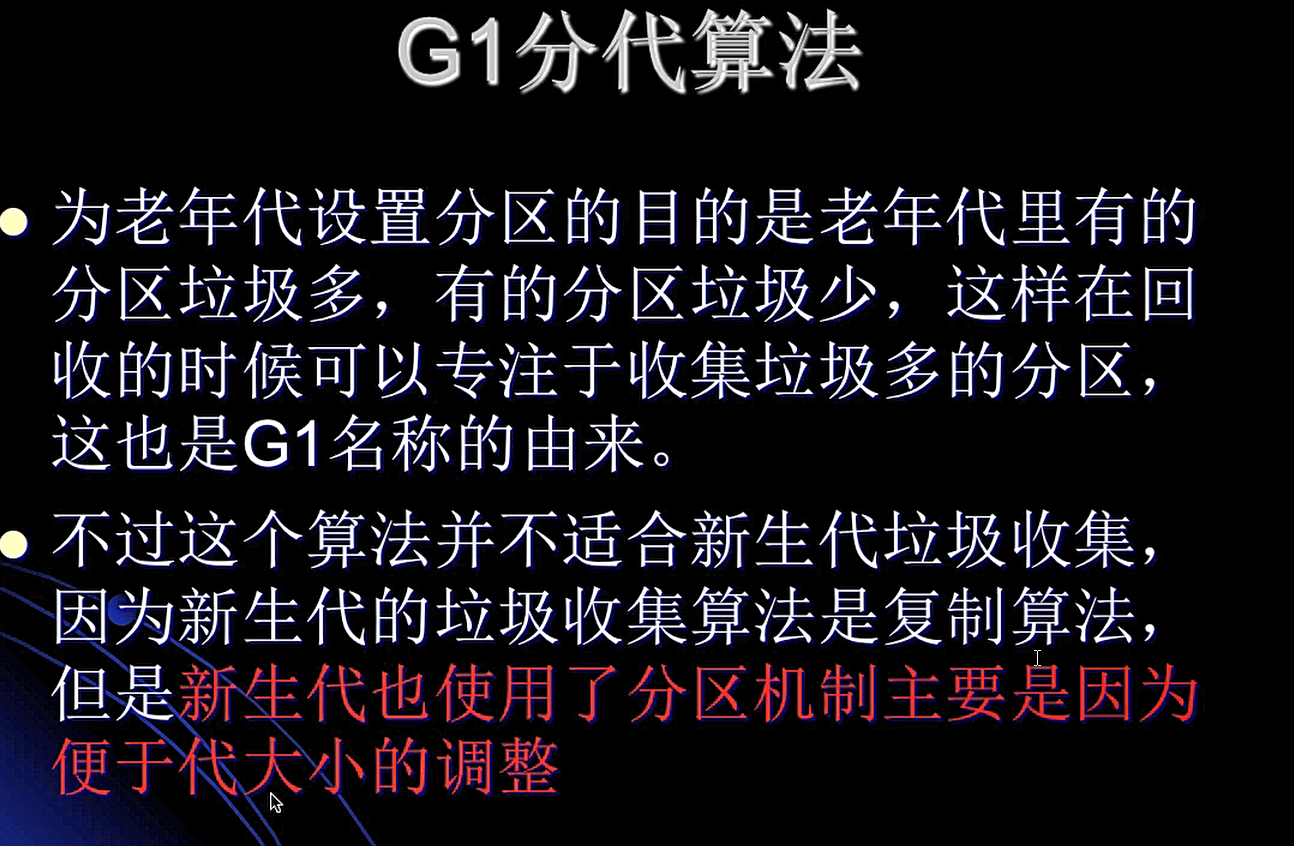 G1分代算法
为老年代设置分区的目的是老年代里有的
分区垃圾多，有的分区垃圾少，这样在回
收的时候可以专注于收集垃圾多的分区，
这也是G1名称的由来。
不过这个算法并不适合新生代垃圾收集，
因为新生代的垃圾收集算法是复制算法，
但是新生代也使用了分区机制主要是因为
便于代大小的调整